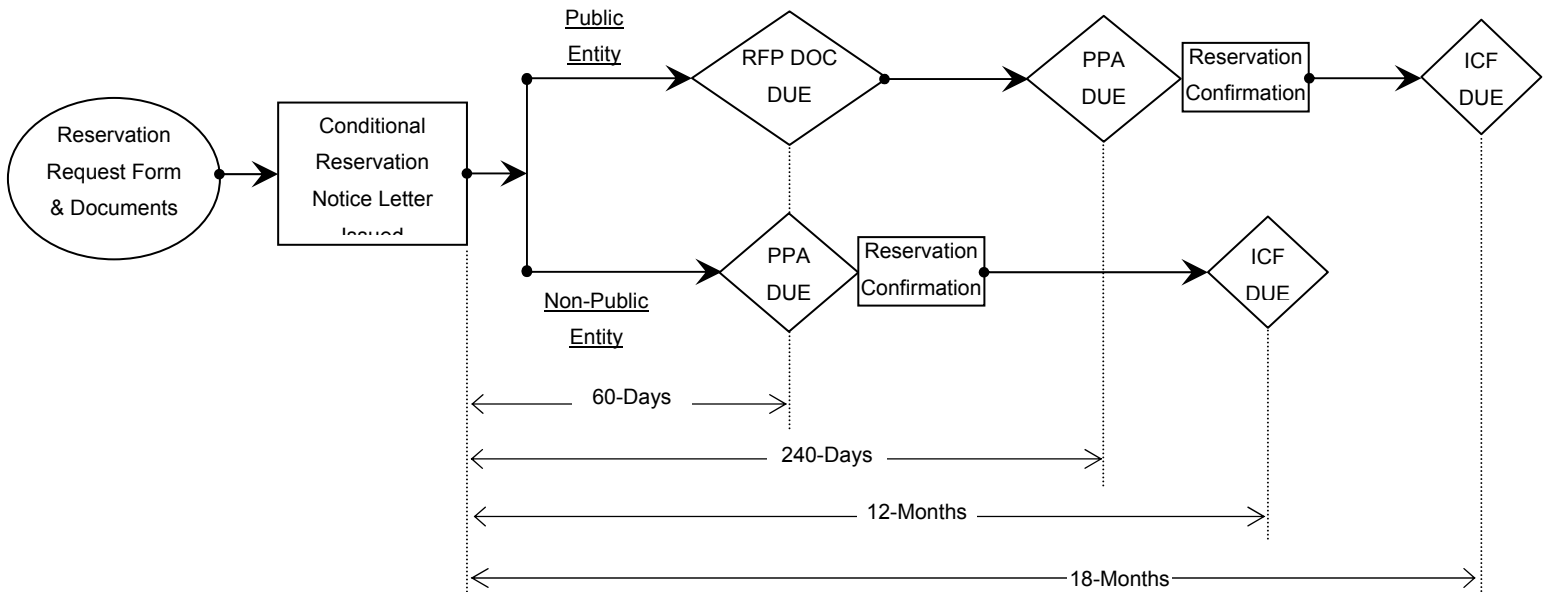 Reservation
Request Form
& Documents
Conditional
Reservation
Notice Letter
Issued
Public
Entity
RFP DOC
DUE
PPA
DUE
Reservation
Confirmation
ICF
DUE
Non-Public
Entity
PPA
DUE
Reservation
Confirmation
ICF
DUE
60-Days
240-Days
12-Months
18-Months